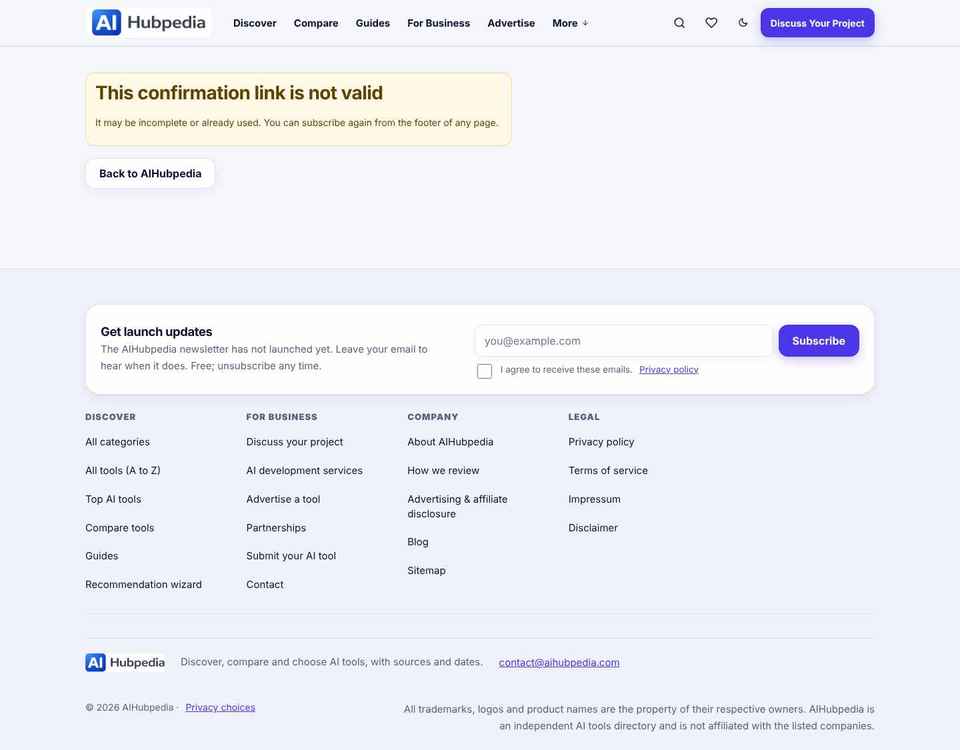 AI Hubpedia
Discover Compare Guides For Business Advertise More
Discuss Your Project
This confirmation link is not valid
It may be incomplete or already used. You can subscribe again from the footer of any page.
Back to AIHubpedia
Get launch updates
The AIHubpedia newsletter has not launched yet. Leave your email to
hear when it does. Free; unsubscribe any time.
you@example.com
Subscribe
I agree to receive these emails. Privacy policy
DISCOVER
All categories
All tools (A to Z)
Top AI tools
Compare tools
Guides
Recommendation wizard
FOR BUSINESS
Discuss your project
AI development services
Advertise a tool
Partnerships
Submit your AI tool
Contact
COMPANY
About AIHubpedia
How we review
Advertising & affiliate
disclosure
Blog
Sitemap
LEGAL
Privacy policy
Terms of service
Impressum
Disclaimer
AI Hubpedia
Discover, compare and choose AI tools, with sources and dates.
contact@aihubpedia.com
© 2026 AIHubpedia · Privacy choices
All trademarks, logos and product names are the property of their respective owners. AIHubpedia is
an independent AI tools directory and is not affiliated with the listed companies.